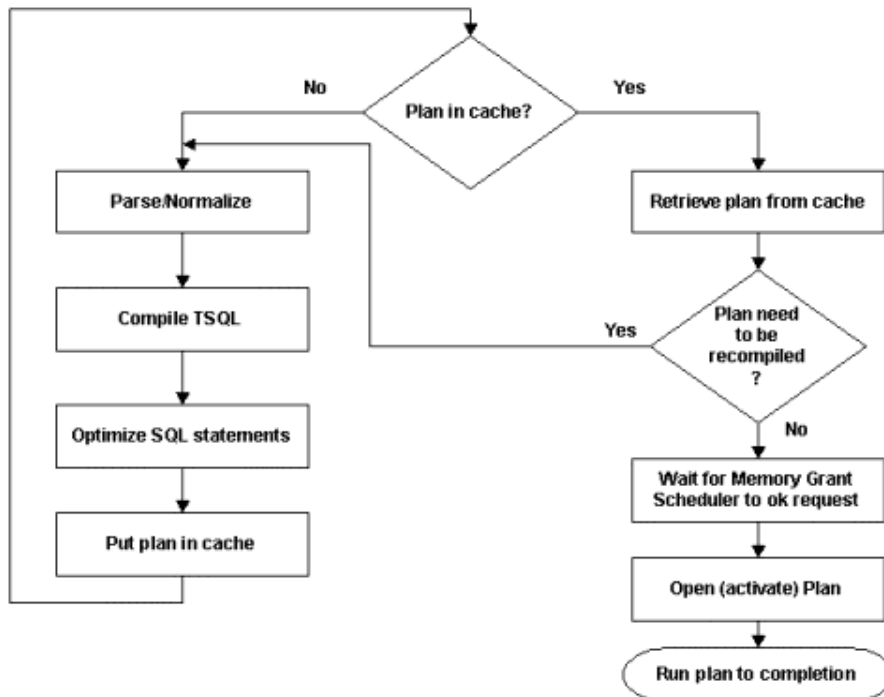 No
Yes
Plan in cache?
Parse/Normalize
Retrieve plan from cache
Compile TSQL
Yes
Plan need
to be
recompiled
?
Optimize SQL statements
No
Wait for Memory Grant
Scheduler to ok request
Put plan in cache
Open (activate) Plan
Run plan to completion